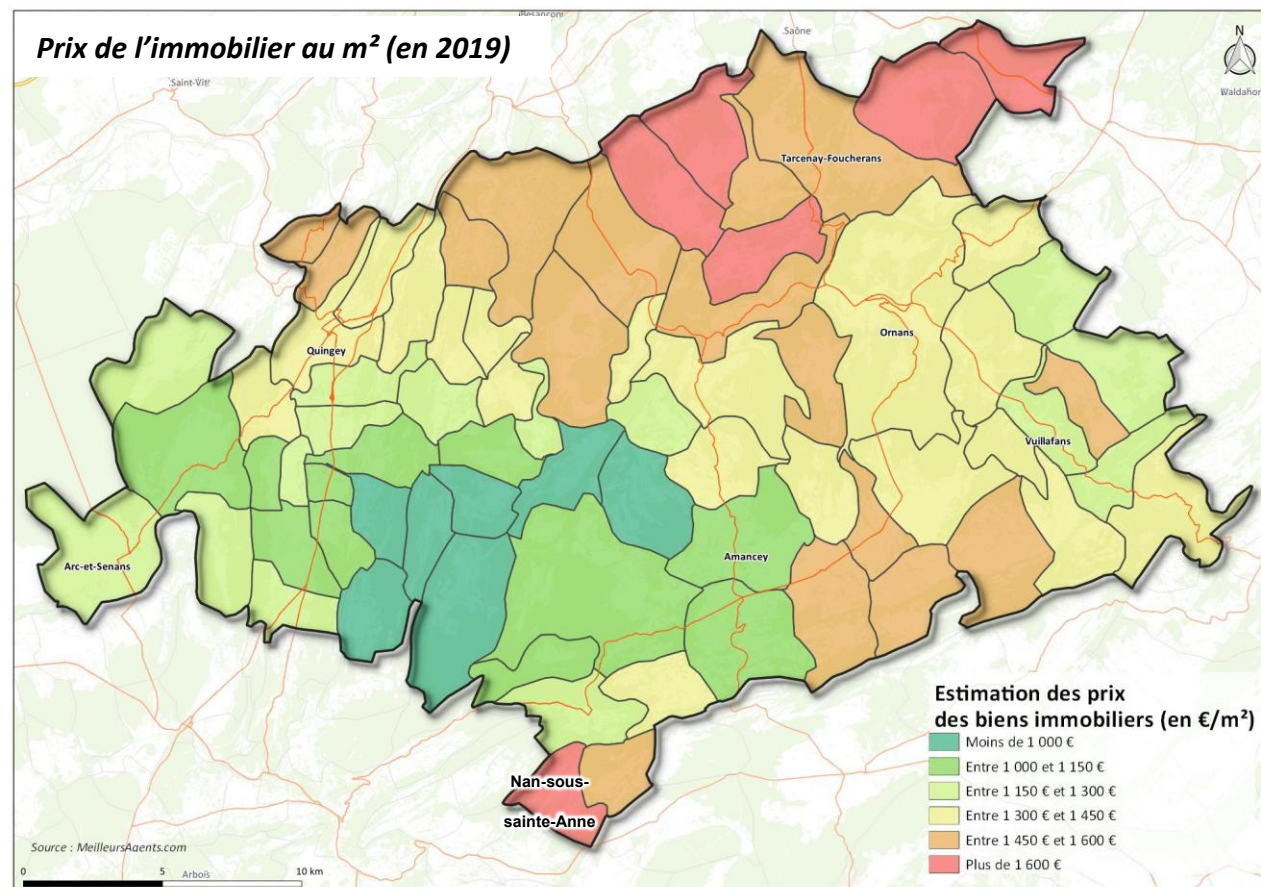 Besançon
Prix de l’immobilier au m² (en 2019)
Saône
N
Saint-Vit
Tarcenay-Foucherans
Quingey
Ornans
Vuillafans
Amancey
Arc-et-Senans
Estimation des prix
des biens immobiliers (en €/m²)
Moins de 1 000 €
Entre 1 000 et 1 150 €
Entre 1 150 € et 1 300 €
Entre 1 300 € et 1 450 €
Entre 1 450 € et 1 600 €
Plus de 1 600 €
Nan-sous-
sainte-Anne
Source : MeilleursAgents.com
Arbois
0 5 10 km